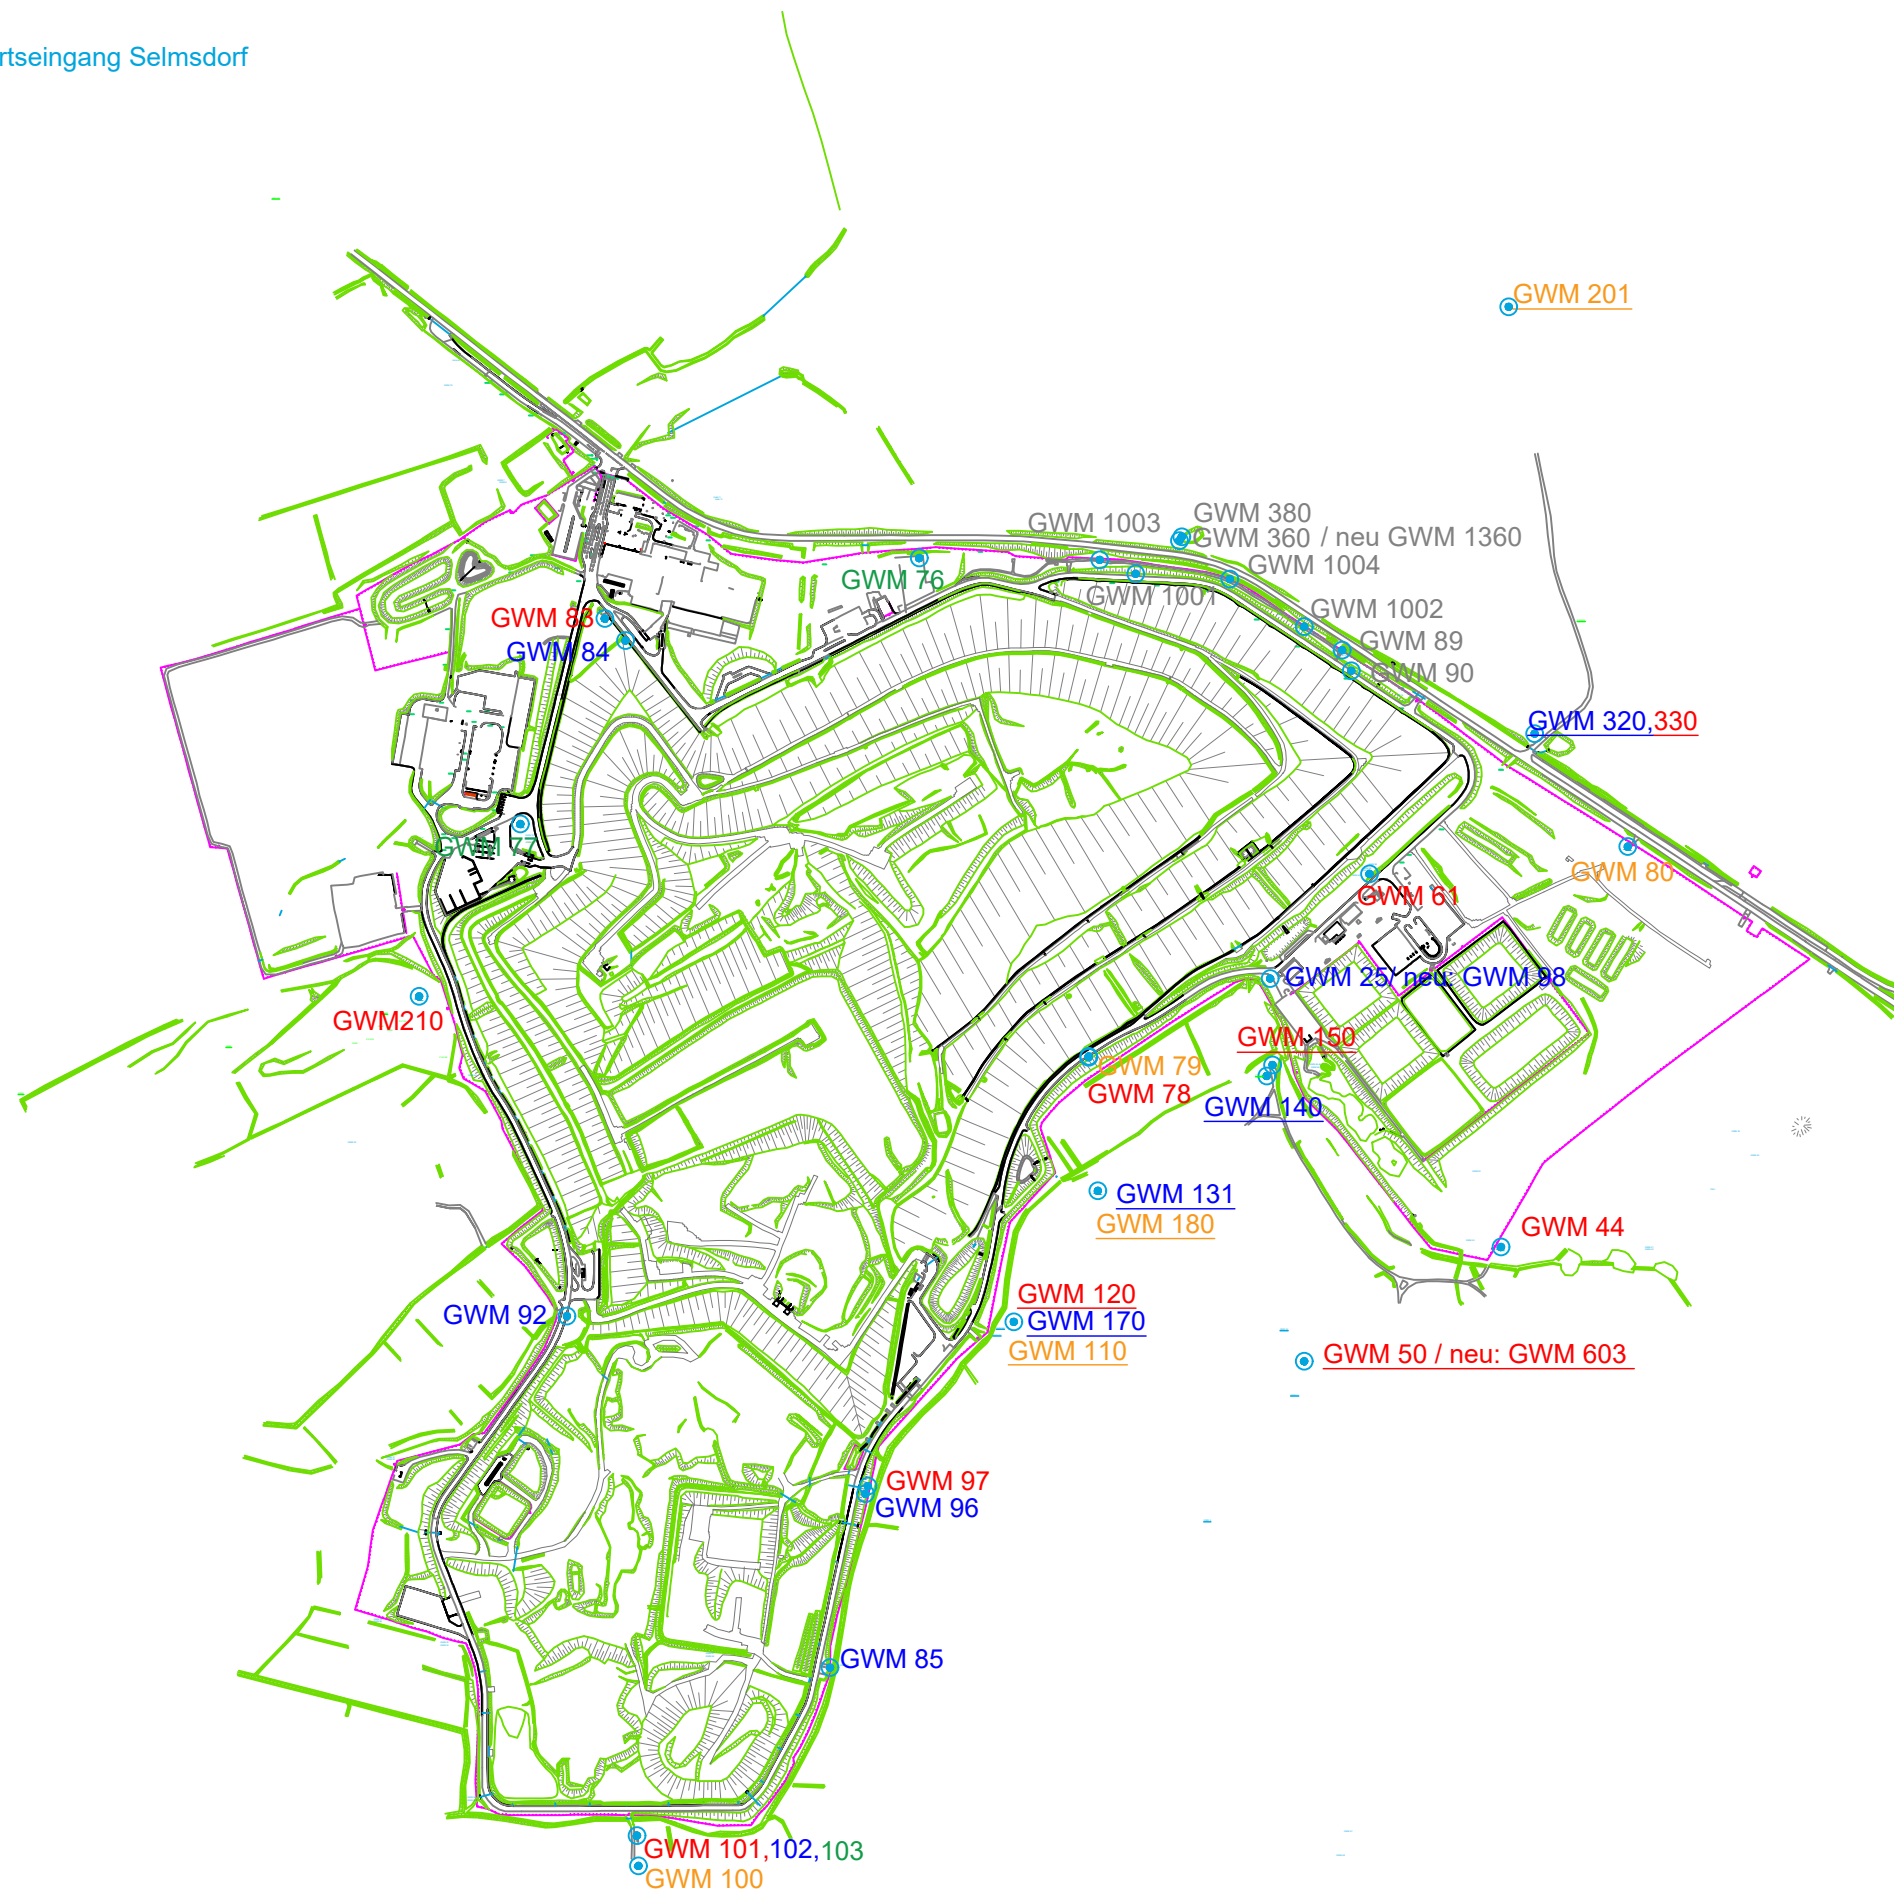 rtseingang Selmsdorf
GWM 201
GWM 380
GWM 1003
GWM 360 / neu GWM 1360
GWM 76
GWM 1004
GWM 1001
GWM 1002
GWM 83
GWM 89
GWM 84
GWM 90
GWM 320,330
GWM 77
GWM 80
GWM 61
GWM 25/ neu: GWM 98
GWM210
GWM 150
GWM 79
GWM 78
GWM 140
GWM 131
GWM 180
GWM 44
GWM 120
GWM 92
GWM 170
GWM 110
GWM 50 / neu: GWM 603
GWM 97
GWM 96
GWM 85
GWM 101,102,103
GWM 100